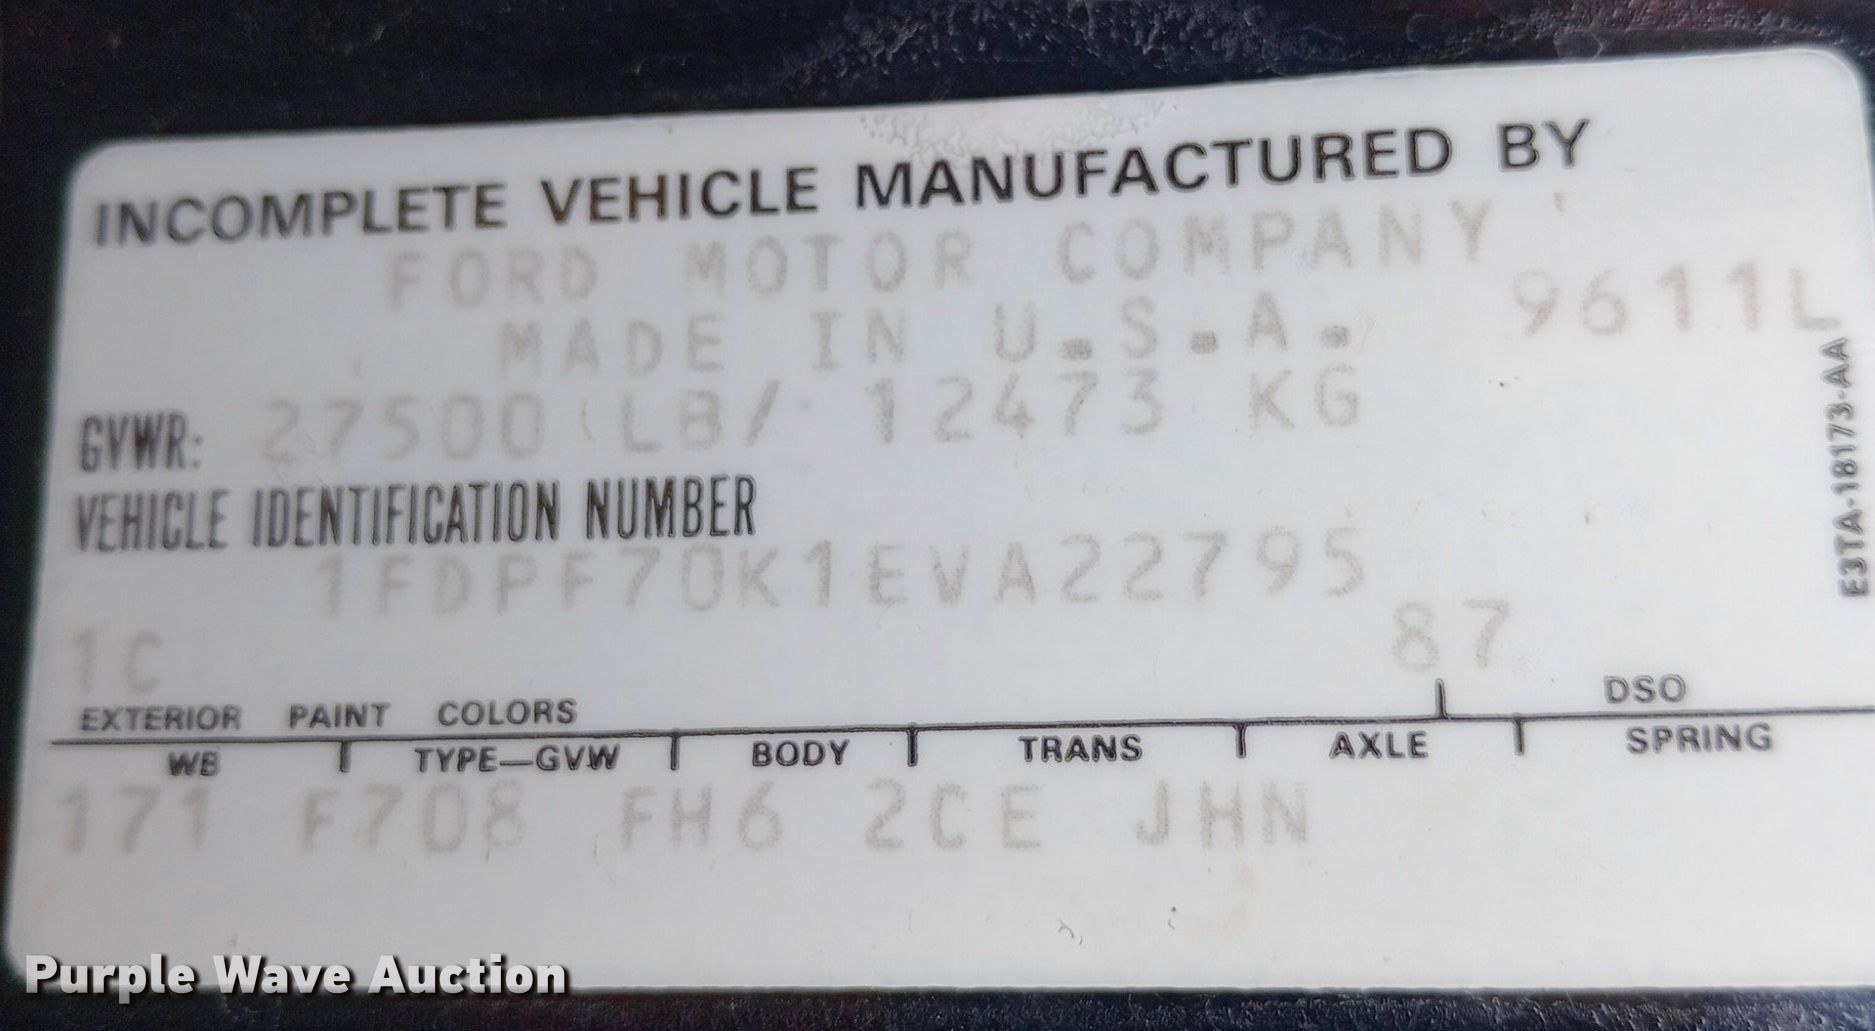 INCOMPLETE VEHICLE MANUFACTURED BY
FORD MOTOR COMPANY
MADE IN U.S.A.
9611L
GVWR: 27500 LB/ 12473 KG
VEHICLE IDENTIFICATION NUMBER
1FDPF70K1EVA22795
E3TA-18173-AA
1C
87
EXTERIOR PAINT COLORS
DSO
WB TYPE-GVW BODY TRANS AXLE SPRING
171 F708 FH6 2CE JHN
Purple Wave Auction